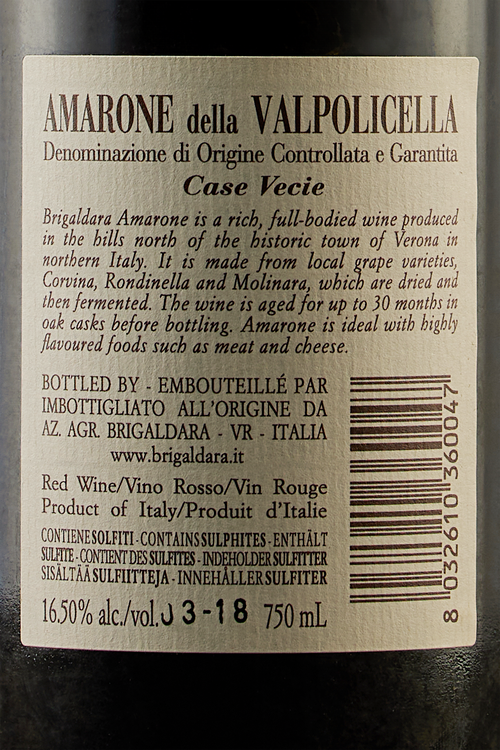 AMARONE della VALPOLICELLA
Denominazione di Origine Controllata e Garantita
Case Vecie
Brigaldara Amarone is a rich, full-bodied wine produced
in the hills north of the historic town of Verona in
northern Italy. It is made from local grape varieties,
Corvina, Rondinella and Molinara, which are dried and
then fermented. The wine is aged for up to 30 months in
oak casks before bottling. Amarone is ideal with highly
flavoured foods such as meat and cheese.
BOTTLED BY - EMBOUTEILLÉ PAR
IMBOTTIGLIATO ALL'ORIGINE DA
AZ. AGR. BRIGALDARA - VR - ITALIA
www.brigaldara.it
Red Wine/Vino Rosso/Vin Rouge
Product of Italy/Produit d'Italie
CONTIENE SOLFITI - CONTAINS SULPHITES - ENTHÄLT
SULFITE - CONTIENT DES SULFITES - INDEHOLDER SULFITTER
SISÄLTÄÄ SULFIITTEJA - INNEHÅLLER SULFITER
16.50% alc./vol. J 3-18 750 mL
8 032610 360047